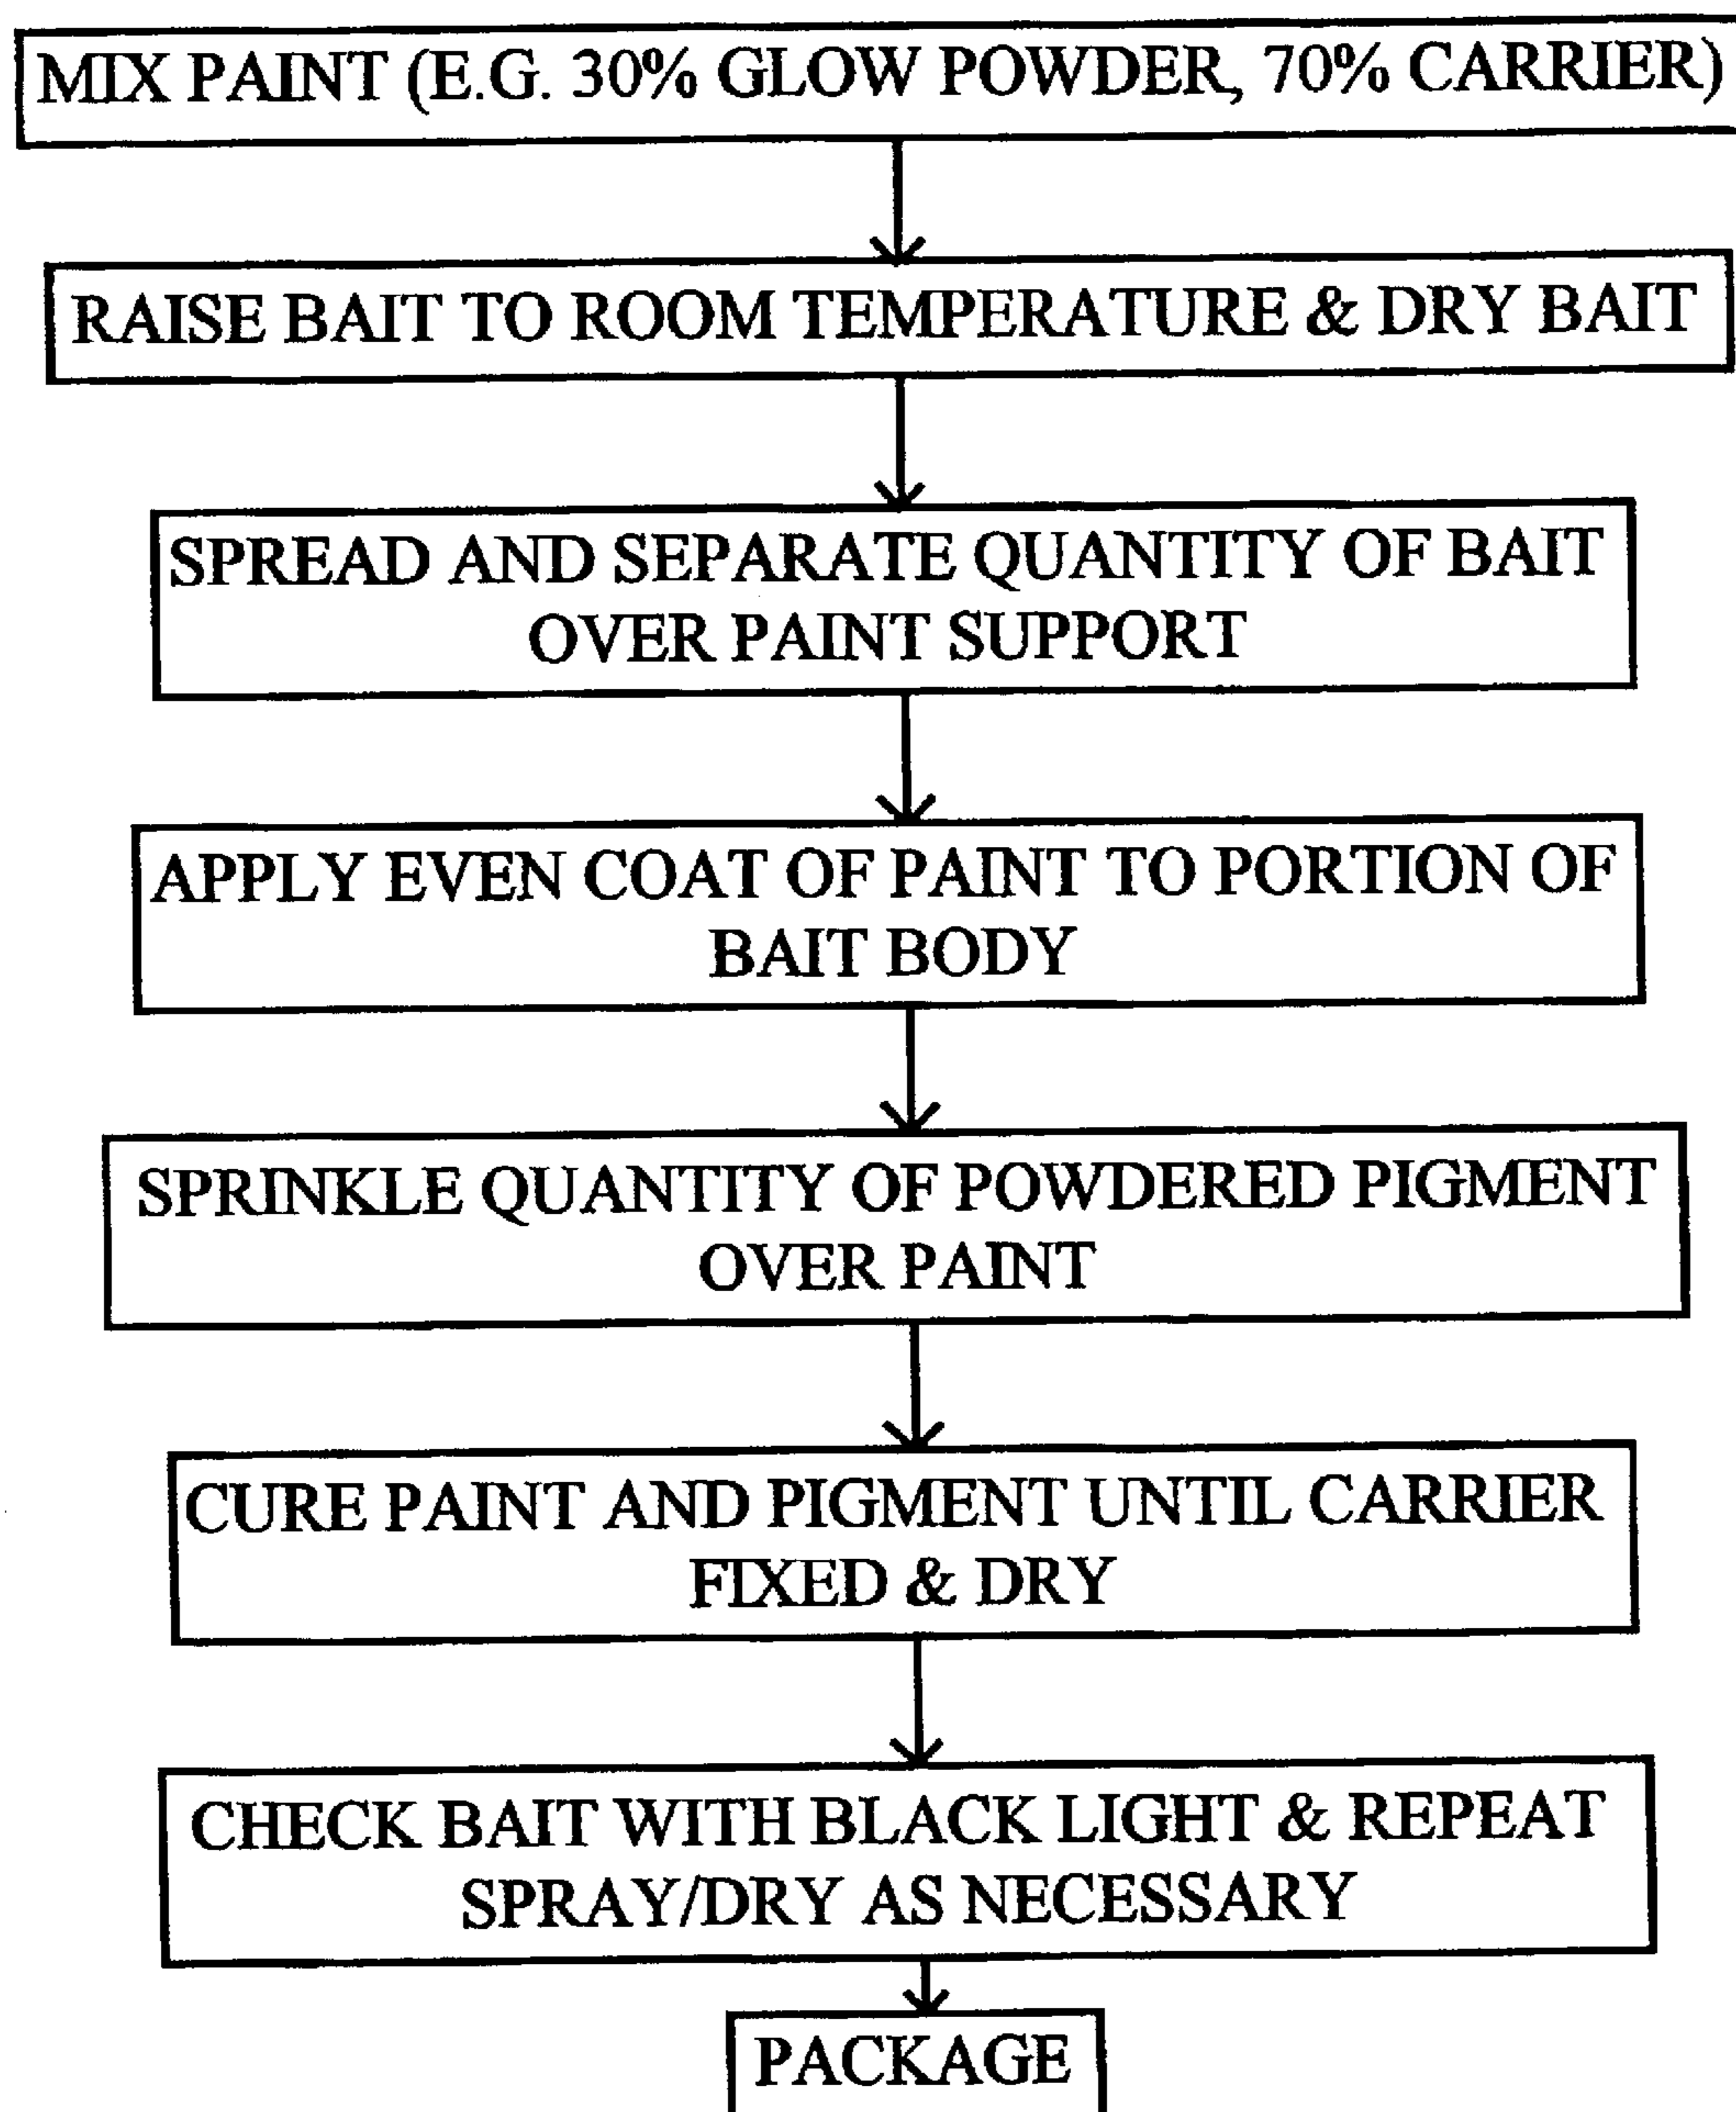 MIX PAINT (E.G. 30% GLOW POWDER, 70% CARRIER)
RAISE BAIT TO ROOM TEMPERATURE & DRY BAIT
SPREAD AND SEPARATE QUANTITY OF BAIT
OVER PAINT SUPPORT
APPLY EVEN COAT OF PAINT TO PORTION OF
BAIT BODY
SPRINKLE QUANTITY OF POWDERED PIGMENT
OVER PAINT
CURE PAINT AND PIGMENT UNTIL CARRIER
FIXED & DRY
CHECK BAIT WITH BLACK LIGHT & REPEAT
SPRAY/DRY AS NECESSARY
PACKAGE